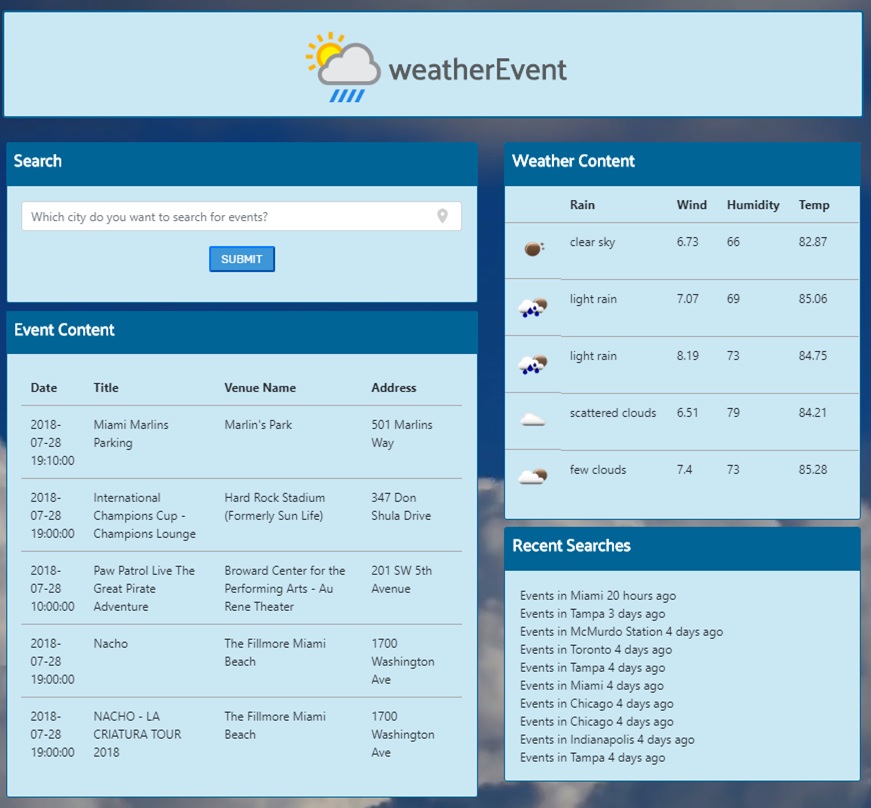 weatherEvent
Search
Which city do you want to search for events?
SUBMIT
Event Content
Date Title Venue Name Address
2018- Miami Marlins Marlin's Park 501 Marlins
07-28 Parking Way
19:10:00
2018- International Hard Rock Stadium 347 Don
07-28 Champions Cup - (Formerly Sun Life) Shula Drive
19:00:00 Champions Lounge
2018- Paw Patrol Live The Broward Center for the 201 SW 5th
07-28 Great Pirate Performing Arts - Au Avenue
10:00:00 Adventure Rene Theater
2018- Nacho The Fillmore Miami 1700
07-28 Beach Washington
19:00:00 Ave
2018- NACHO - LA The Fillmore Miami 1700
07-28 CRIATURA TOUR Beach Washington
19:00:00 2018 Ave
Weather Content
Rain Wind Humidity Temp
clear sky 6.73 66 82.87
light rain 7.07 69 85.06
light rain 8.19 73 84.75
scattered clouds 6.51 79 84.21
few clouds 7.4 73 85.28
Recent Searches
Events in Miami 20 hours ago
Events in Tampa 3 days ago
Events in McMurdo Station 4 days ago
Events in Toronto 4 days ago
Events in Tampa 4 days ago
Events in Miami 4 days ago
Events in Chicago 4 days ago
Events in Chicago 4 days ago
Events in Indianapolis 4 days ago
Events in Tampa 4 days ago